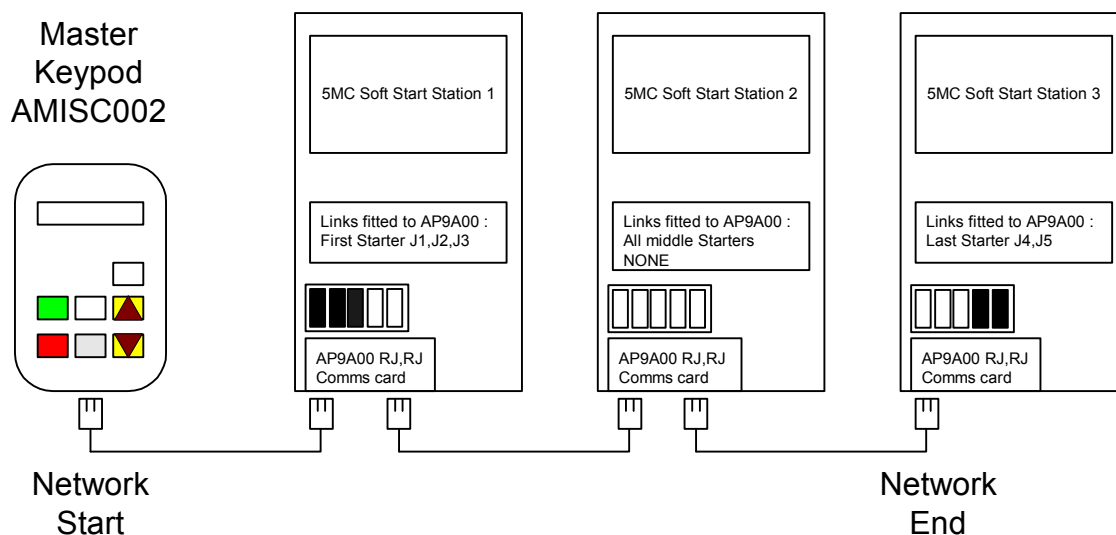 Master
Keypod
AMISC002
5MC Soft Start Station 1
5MC Soft Start Station 2
5MC Soft Start Station 3
Links fitted to AP9A00 :
First Starter J1,J2,J3
Links fitted to AP9A00 :
All middle Starters
NONE
Links fitted to AP9A00 :
Last Starter J4,J5
AP9A00 RJ,RJ
Comms card
AP9A00 RJ,RJ
Comms card
AP9A00 RJ,RJ
Comms card
Network
Start
Network
End